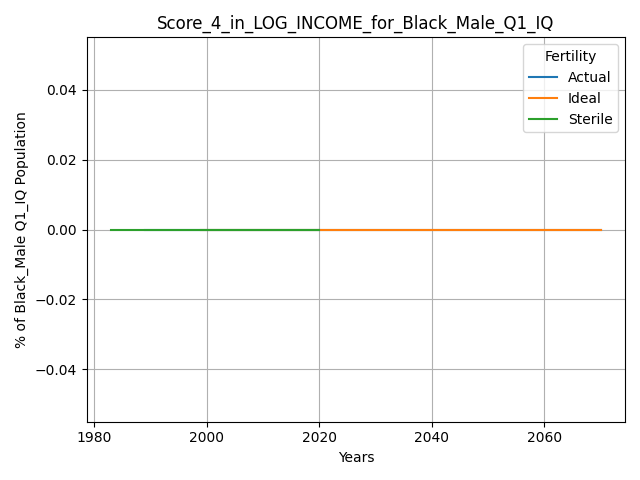 Score_4_in_LOG_INCOME_for_Black_Male_Q1_IQ
Fertility
Actual
Ideal
Sterile
% of Black_Male Q1_IQ Population
0.04
0.02
0.00
−0.02
−0.04
1980 2000 2020 2040 2060
Years